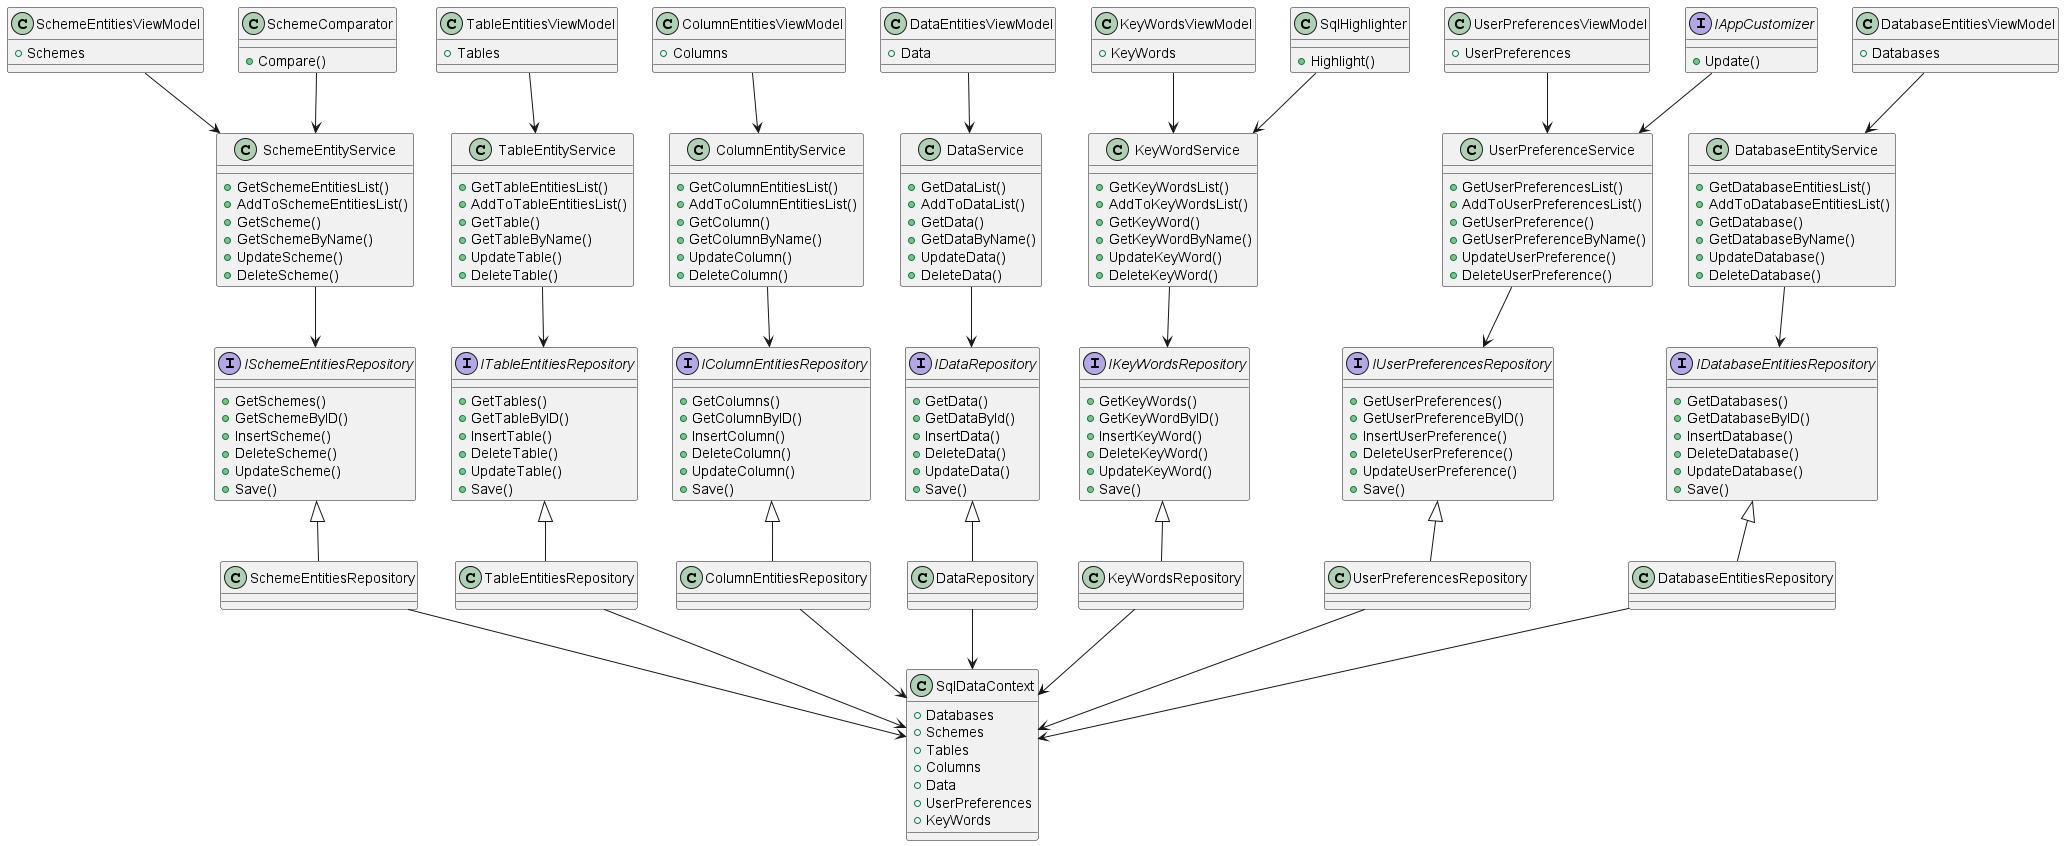 C SchemeEntitiesViewModel
Schemes
C SchemeComparator
Compare()
C TableEntitiesViewModel
Tables
C ColumnEntitiesViewModel
Columns
C DataEntitiesViewModel
Data
C KeyWordsViewModel
KeyWords
C SqlHighlighter
Highlight()
C UserPreferencesViewModel
UserPreferences
I IAppCustomizer
Update()
C DatabaseEntitiesViewModel
Databases
C SchemeEntityService
GetSchemeEntitiesList()
AddToSchemeEntitiesList()
GetScheme()
GetSchemeByName()
UpdateScheme()
DeleteScheme()
C TableEntityService
GetTableEntitiesList()
AddToTableEntitiesList()
GetTable()
GetTableByName()
UpdateTable()
DeleteTable()
C ColumnEntityService
GetColumnEntitiesList()
AddToColumnEntitiesList()
GetColumn()
GetColumnByName()
UpdateColumn()
DeleteColumn()
C DataService
GetDataList()
AddToDataList()
GetData()
GetDataByName()
UpdateData()
DeleteData()
C KeyWordService
GetKeyWordsList()
AddToKeyWordsList()
GetKeyWord()
GetKeyWordByName()
UpdateKeyWord()
DeleteKeyWord()
C UserPreferenceService
GetUserPreferencesList()
AddToUserPreferencesList()
GetUserPreference()
GetUserPreferenceByName()
UpdateUserPreference()
DeleteUserPreference()
C DatabaseEntityService
GetDatabaseEntitiesList()
AddToDatabaseEntitiesList()
GetDatabase()
GetDatabaseByName()
UpdateDatabase()
DeleteDatabase()
I ISchemeEntitiesRepository
GetSchemes()
GetSchemeByID()
InsertScheme()
DeleteScheme()
UpdateScheme()
Save()
I ITableEntitiesRepository
GetTables()
GetTableByID()
InsertTable()
DeleteTable()
UpdateTable()
Save()
I IColumnEntitiesRepository
GetColumns()
GetColumnByID()
InsertColumn()
DeleteColumn()
UpdateColumn()
Save()
I IDataRepository
GetData()
GetDataById()
InsertData()
DeleteData()
UpdateData()
Save()
I IKeyWordsRepository
GetKeyWords()
GetKeyWordByID()
InsertKeyWord()
DeleteKeyWord()
UpdateKeyWord()
Save()
I IUserPreferencesRepository
GetUserPreferences()
GetUserPreferenceByID()
InsertUserPreference()
DeleteUserPreference()
UpdateUserPreference()
Save()
I IDatabaseEntitiesRepository
GetDatabases()
GetDatabaseByID()
InsertDatabase()
DeleteDatabase()
UpdateDatabase()
Save()
C SchemeEntitiesRepository
C TableEntitiesRepository
C ColumnEntitiesRepository
C DataRepository
C KeyWordsRepository
C UserPreferencesRepository
C DatabaseEntitiesRepository
C SqlDataContext
Databases
Schemes
Tables
Columns
Data
UserPreferences
KeyWords